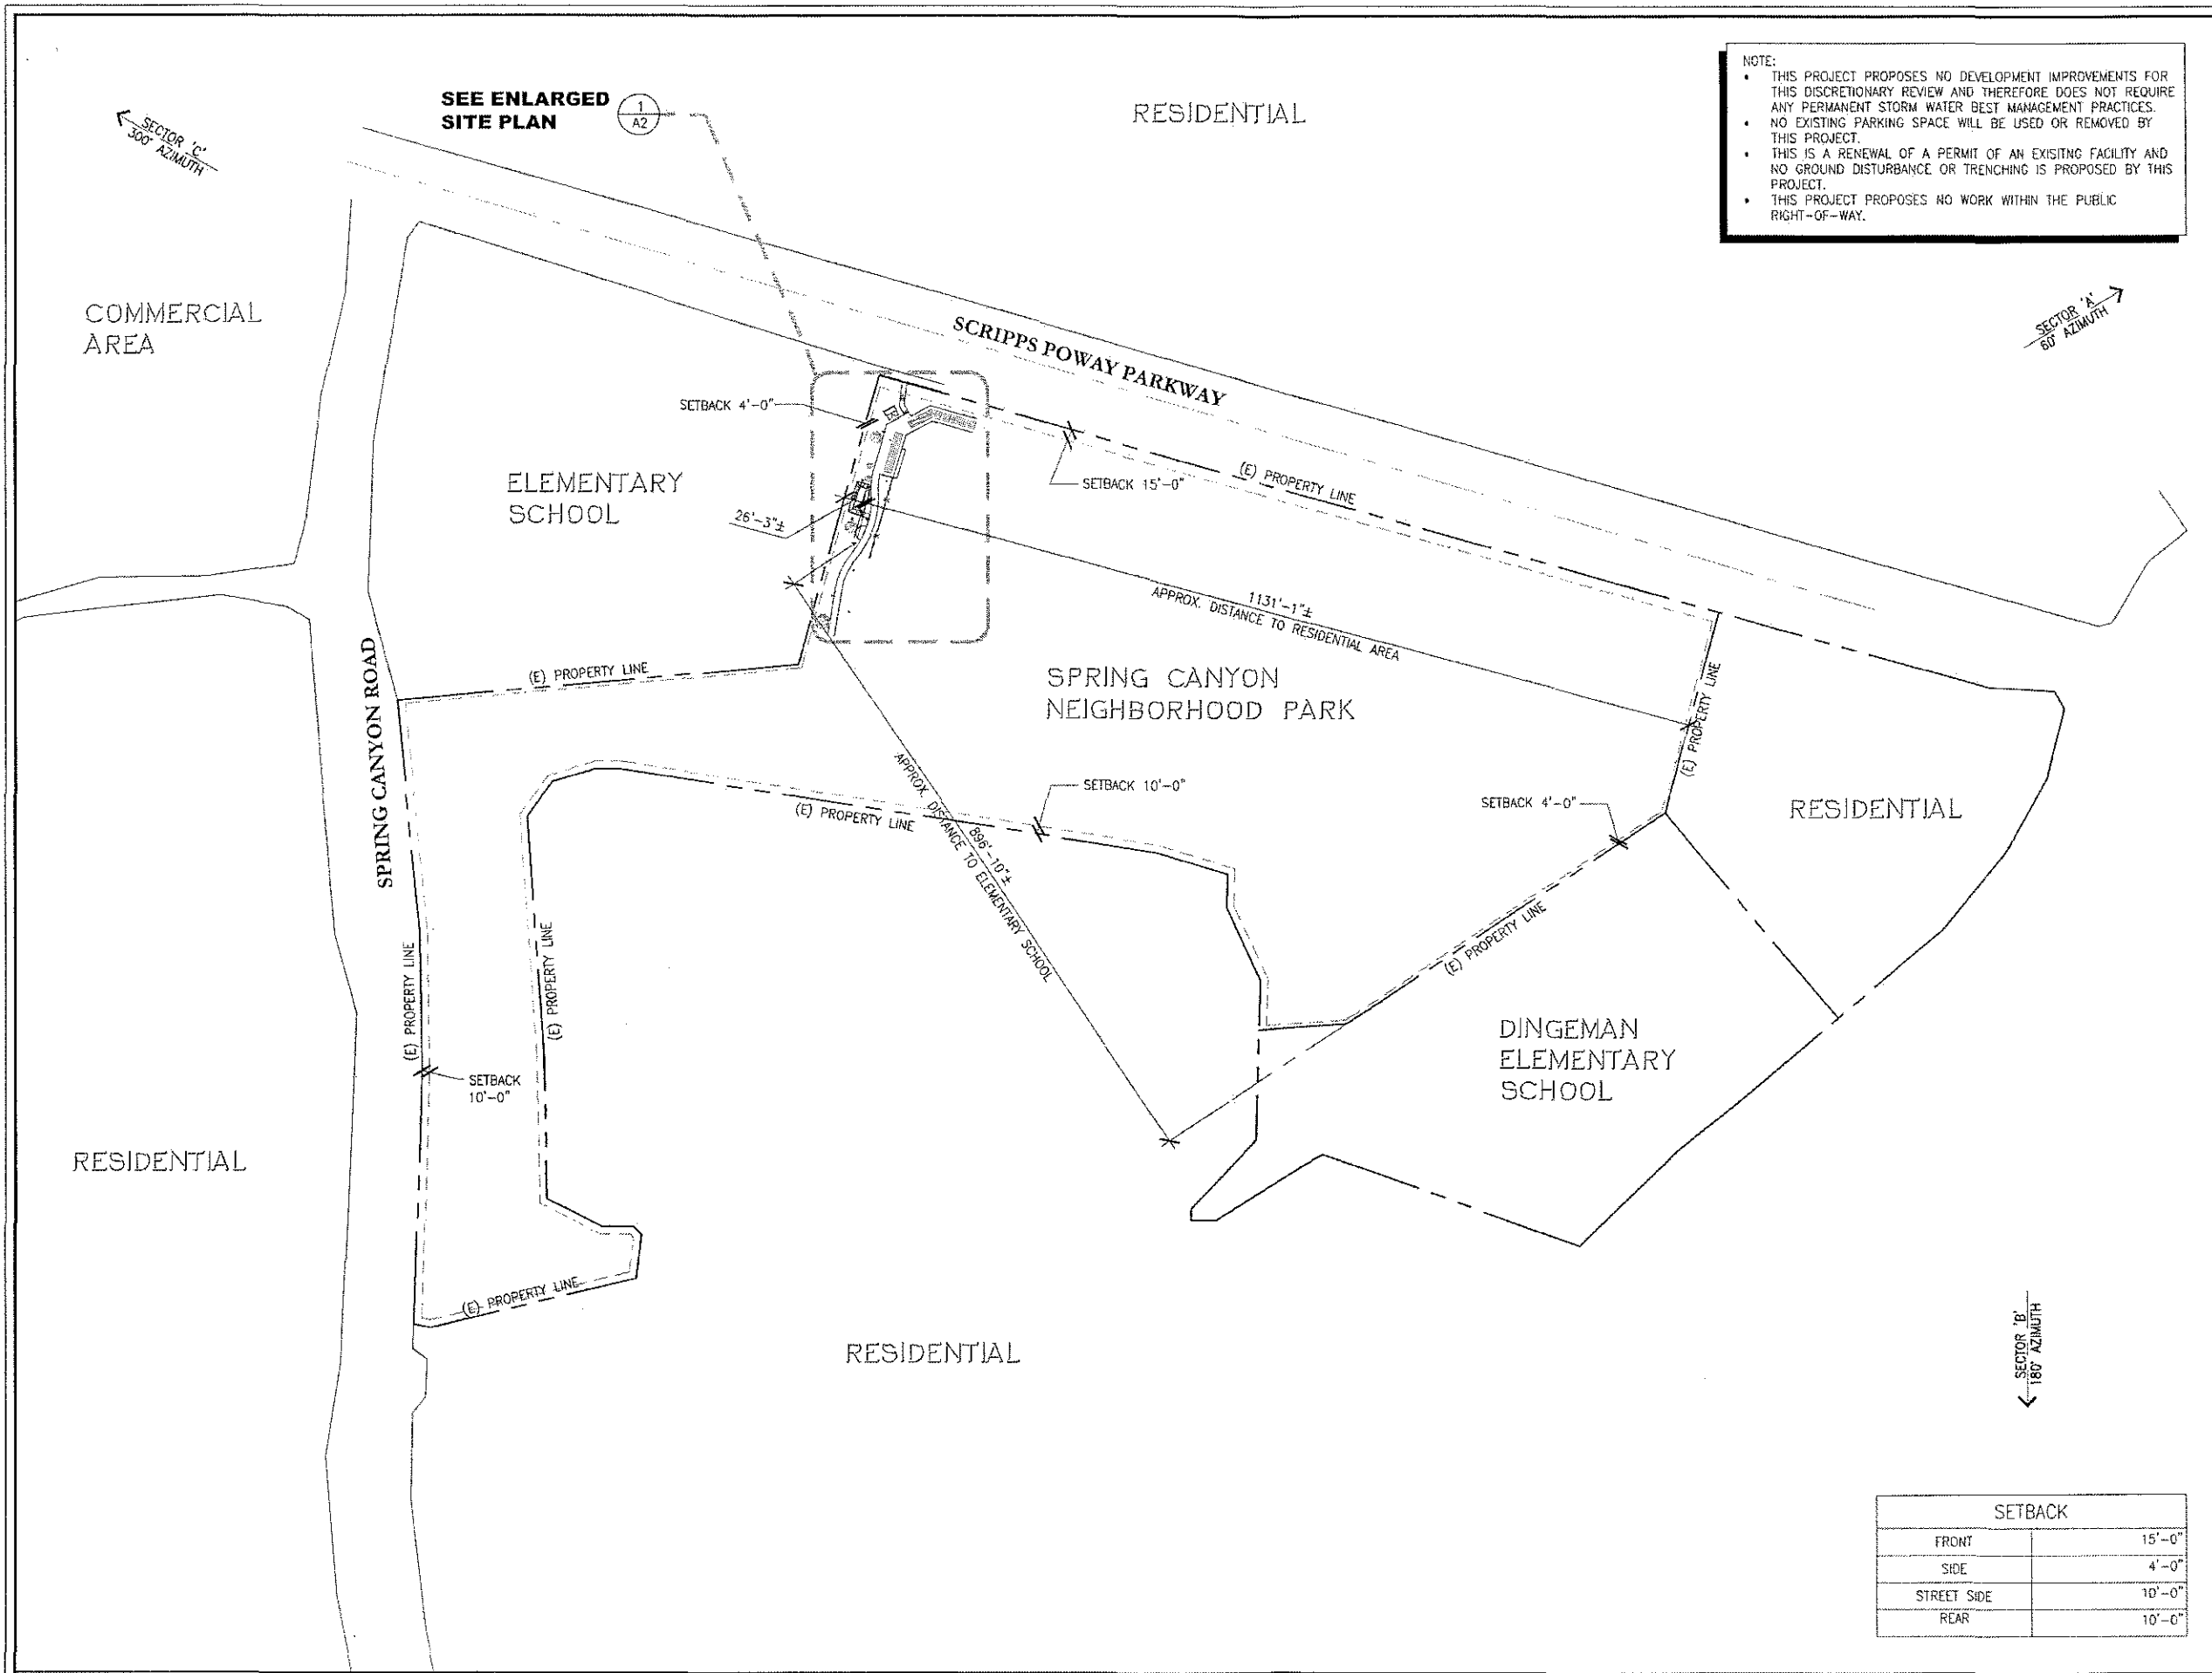 NOTE:
• THIS PROJECT PROPOSES NO DEVELOPMENT IMPROVEMENTS FOR
THIS DISCRETIONARY REVIEW AND THEREFORE DOES NOT REQUIRE
ANY PERMANENT STORM WATER BEST MANAGEMENT PRACTICES.
• NO EXISTING PARKING SPACE WILL BE USED OR REMOVED BY
THIS PROJECT.
• THIS IS A RENEWAL OF A PERMIT OF AN EXISITNG FACILITY AND
NO GROUND DISTURBANCE OR TRENCHING IS PROPOSED BY THIS
PROJECT.
• THIS PROJECT PROPOSES NO WORK WITHIN THE PUBLIC
RIGHT-OF-WAY.
SEE ENLARGED
SITE PLAN
1
A2
RESIDENTIAL
SECTOR 'C'
300° AZIMUTH
COMMERCIAL
AREA
SECTOR 'A'
60° AZIMUTH
SCRIPPS POWAY PARKWAY
SETBACK 4'-0"
SETBACK 15'-0"
(E) PROPERTY LINE
ELEMENTARY
SCHOOL
26'-3"±
1131'-1"±
APPROX. DISTANCE TO RESIDENTIAL AREA
(E) PROPERTY LINE
SPRING CANYON
NEIGHBORHOOD PARK
(E) PROPERTY LINE
SPRING CANYON ROAD
SETBACK 10'-0"
(E) PROPERTY LINE
896'-10"±
APPROX. DISTANCE TO ELEMENTARY SCHOOL
SETBACK 4'-0"
RESIDENTIAL
(E) PROPERTY LINE
(E) PROPERTY LINE
(E) PROPERTY LINE
SETBACK
10'-0"
DINGEMAN
ELEMENTARY
SCHOOL
RESIDENTIAL
(E) PROPERTY LINE
RESIDENTIAL
SECTOR 'B'
180° AZIMUTH
SETBACK
FRONT 15'-0"
SIDE 4'-0"
STREET SIDE 10'-0"
REAR 10'-0"